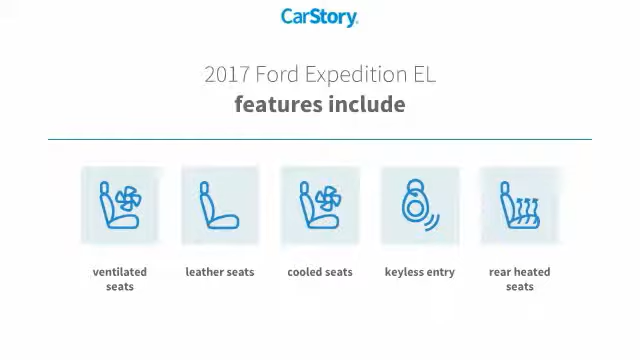 CarStory.
2017 Ford Expedition EL
features include
ventilated seats
leather seats
cooled seats
keyless entry
rear heated seats